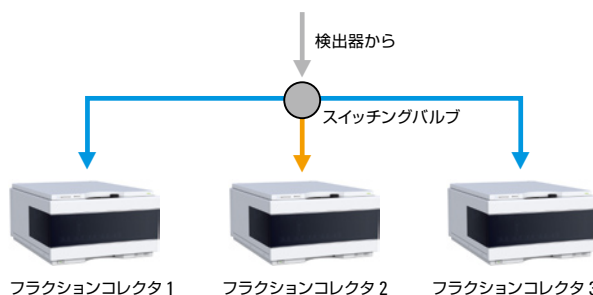 検出器から
スイッチングバルブ
フラクションコレクタ 1
フラクションコレクタ 2
フラクションコレクタ 3